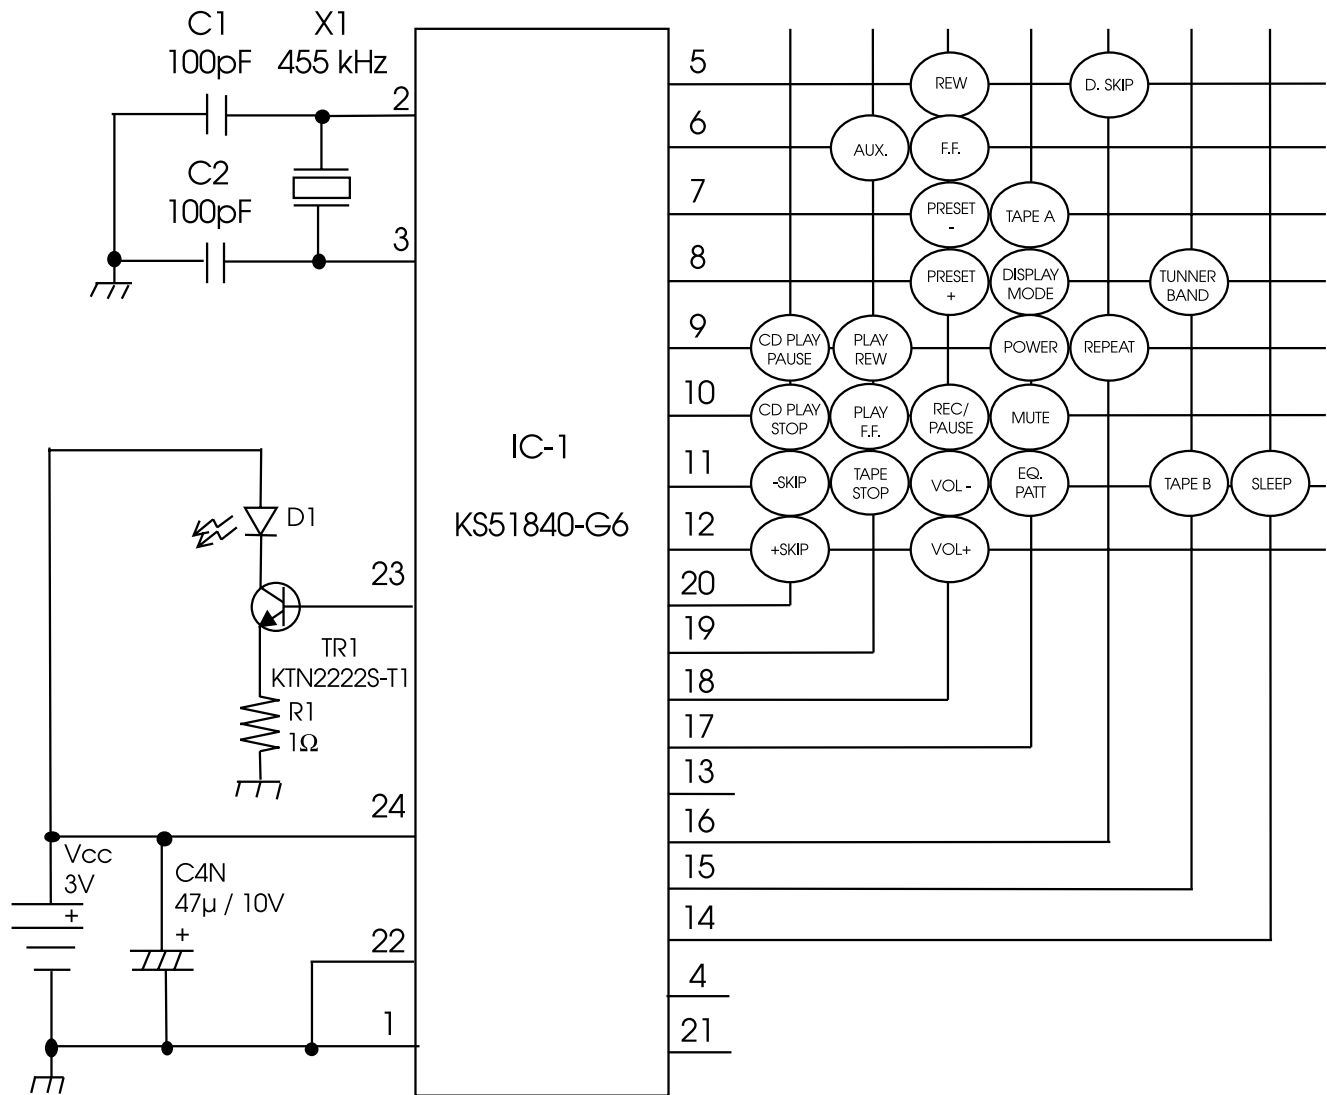 C1
100pF
X1
455 kHz
2
C2
100pF
3
D1
23
TR1
KTN2222S-T1
R1
1Ω
24
Vcc
3V
+
C4N
47µ / 10V
+
22
1
IC-1
KS51840-G6
5
REW
D. SKIP
6
AUX.
F.F.
7
PRESET
-
TAPE A
8
PRESET
+
DISPLAY
MODE
TUNNER
BAND
9
CD PLAY
PAUSE
PLAY
REW
POWER
REPEAT
10
CD PLAY
STOP
PLAY
F.F.
REC/
PAUSE
MUTE
11
-SKIP
TAPE
STOP
VOL -
EQ.
PATT
TAPE B
SLEEP
12
+SKIP
VOL+
20
19
18
17
13
16
15
14
4
21